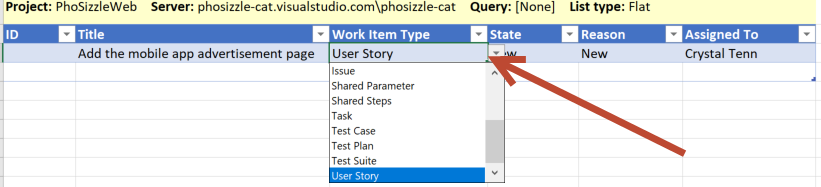 Project: PhoSizzleWeb Server: phosizzle-cat.visualstudio.com\phosizzle-cat Query: [None] List type: Flat
ID Title Work Item Type State Reason Assigned To
Add the mobile app advertisement page User Story New Crystal Tenn
Issue
Shared Parameter
Shared Steps
Task
Test Case
Test Plan
Test Suite
User Story